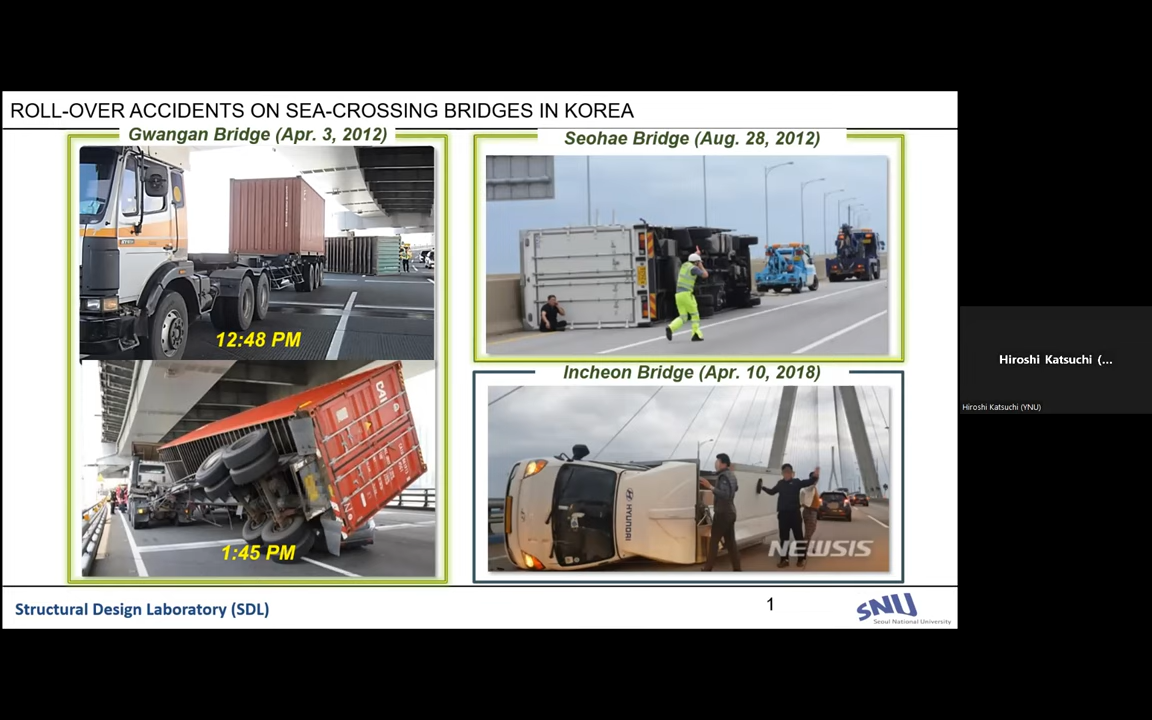 ROLL-OVER ACCIDENTS ON SEA-CROSSING BRIDGES IN KOREA
Gwangan Bridge (Apr. 3, 2012)
12:48 PM
1:45 PM
Seohae Bridge (Aug. 28, 2012)
Incheon Bridge (Apr. 10, 2018)
HYUNDAI
NEWSIS
Structural Design Laboratory (SDL)
1
SNU
Seoul National University
Hiroshi Katsuchi (...
Hiroshi Katsuchi (YNU)